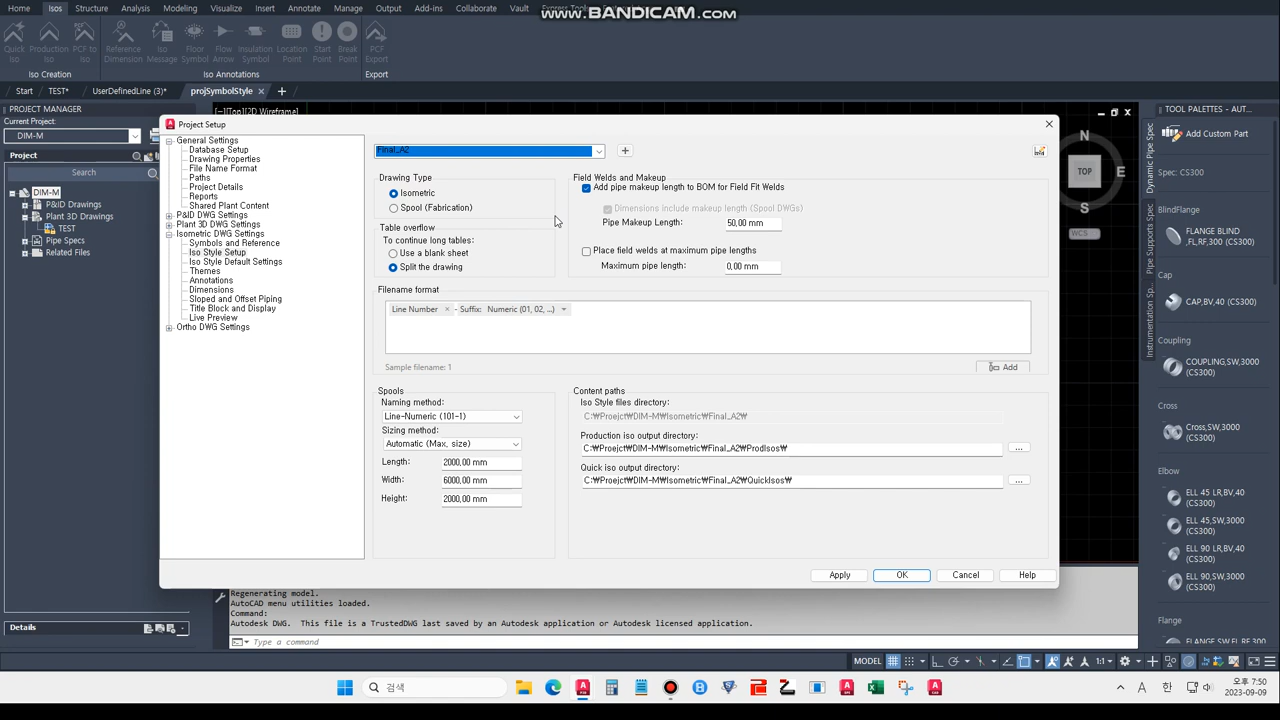 www.BANDICAM.com
Home Isos Structure Analysis Modeling Visualize Insert Annotate Manage Output Add-ins Collaborate Vault Express Tools
Quick Iso
Production Iso
PCF to Iso
Reference Dimension
Iso Message
Floor Symbol
Flow Arrow
Insulation Symbol
Location Point
Start Point
Break Point
PCF Export
Iso Creation Iso Annotations Export
Start TEST* UserDefinedLine (3)* projSymbolStyle
PROJECT MANAGER
Current Project:
DIM-M
Project
Search
DIM-M
P&ID Drawings
Plant 3D Drawings
TEST
Pipe Specs
Related Files
Details
[-][Top][2D Wireframe]
Project Setup
General Settings
Database Setup
Drawing Properties
File Name Format
Paths
Project Details
Reports
Shared Plant Content
P&ID DWG Settings
Plant 3D DWG Settings
Isometric DWG Settings
Symbols and Reference
Iso Style Setup
Iso Style Default Settings
Themes
Annotations
Dimensions
Sloped and Offset Piping
Title Block and Display
Live Preview
Ortho DWG Settings
Final_A2
Drawing Type
Isometric
Spool (Fabrication)
Table overflow
To continue long tables:
Use a blank sheet
Split the drawing
Field Welds and Makeup
Add pipe makeup length to BOM for Field Fit Welds
Dimensions include makeup length (Spool DWGs)
Pipe Makeup Length: 50,00 mm
Place field welds at maximum pipe lengths
Maximum pipe length: 0,00 mm
Filename format
Line Number × - Suffix: Numeric (01, 02, ...)
Sample filename: 1
Add
Spools
Naming method:
Line-Numeric (101-1)
Sizing method:
Automatic (Max, size)
Length: 2000,00 mm
Width: 6000,00 mm
Height: 2000,00 mm
Content paths
Iso Style files directory:
C:₩Proejct₩DIM-M₩Isometric₩Final_A2₩
Production iso output directory:
C:₩Proejct₩DIM-M₩Isometric₩Final_A2₩ProdIsos₩
...
Quick iso output directory:
C:₩Proejct₩DIM-M₩Isometric₩Final_A2₩QuickIsos₩
...
Apply OK Cancel Help
N
TOP
E
S
WCS
TOOL PALETTES - AUT...
Dynamic Pipe Spec
Pipe Supports Spec
Instrumentation Sp...
Add Custom Part
Spec: CS300
BlindFlange
FLANGE BLIND
,FL,RF,300 (CS300)
Cap
CAP,BV,40 (CS300)
Coupling
COUPLING,SW,3000
(CS300)
Cross
Cross,SW,3000
(CS300)
Elbow
ELL 45 LR,BV,40
(CS300)
ELL 45,SW,3000
(CS300)
ELL 90 LR,BV,40
(CS300)
ELL 90,SW,3000
(CS300)
Flange
FLANGE SW,FL,RF,300
Regenerating model.
AutoCAD menu utilities loaded.
Command:
Autodesk DWG. This file is a TrustedDWG last saved by an Autodesk application or Autodesk licensed application.
Type a command
MODEL 1:1
검색
A 한 오후 7:50
2023-09-09